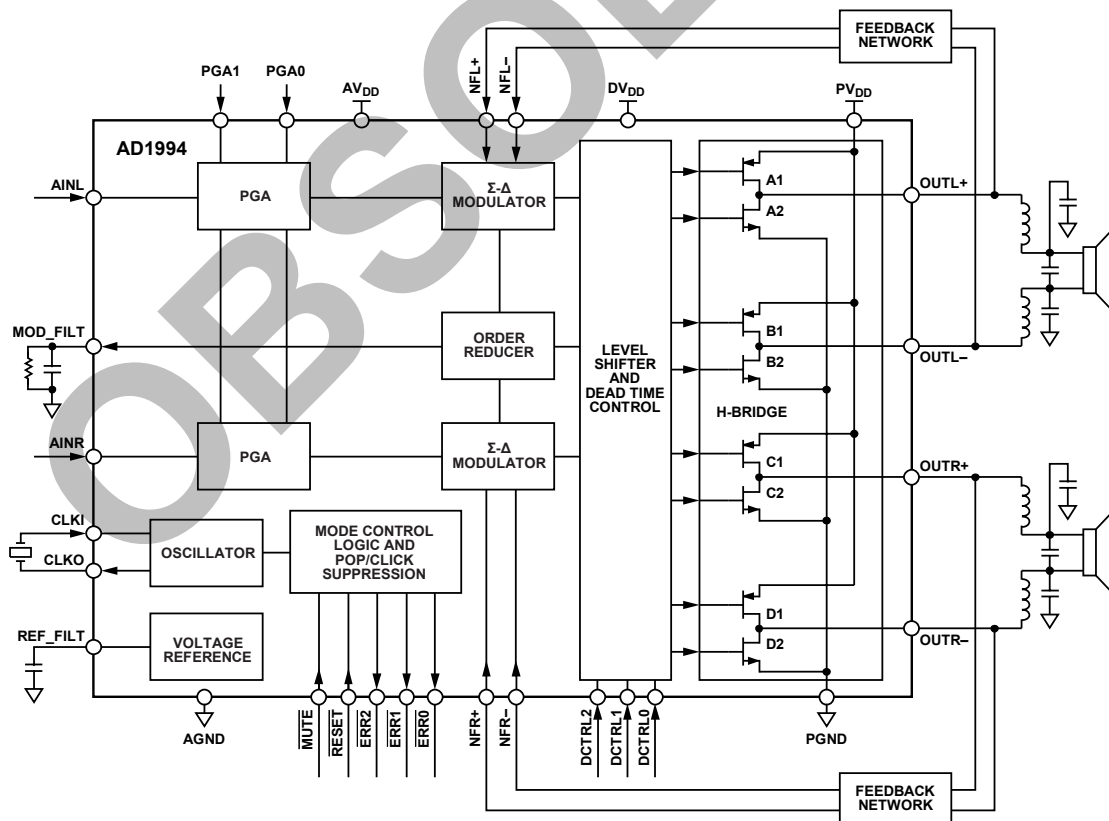 FEEDBACK
NETWORK
PGA1
PGA0
AVDD
NFL+
NFL–
DVDD
PVDD
AD1994
AINL
PGA
Σ-Δ
MODULATOR
A1
A2
OUTL+
MOD_FILT
ORDER
REDUCER
LEVEL
SHIFTER
AND
DEAD TIME
CONTROL
B1
B2
OUTL–
H-BRIDGE
AINR
PGA
Σ-Δ
MODULATOR
C1
C2
OUTR+
CLKI
CLKO
OSCILLATOR
MODE CONTROL
LOGIC AND
POP/CLICK
SUPPRESSION
D1
D2
OUTR–
REF_FILT
VOLTAGE
REFERENCE
AGND
MUTE
RESET
ERR2
ERR1
ERR0
NFR+
NFR–
DCTRL2
DCTRL1
DCTRL0
PGND
FEEDBACK
NETWORK